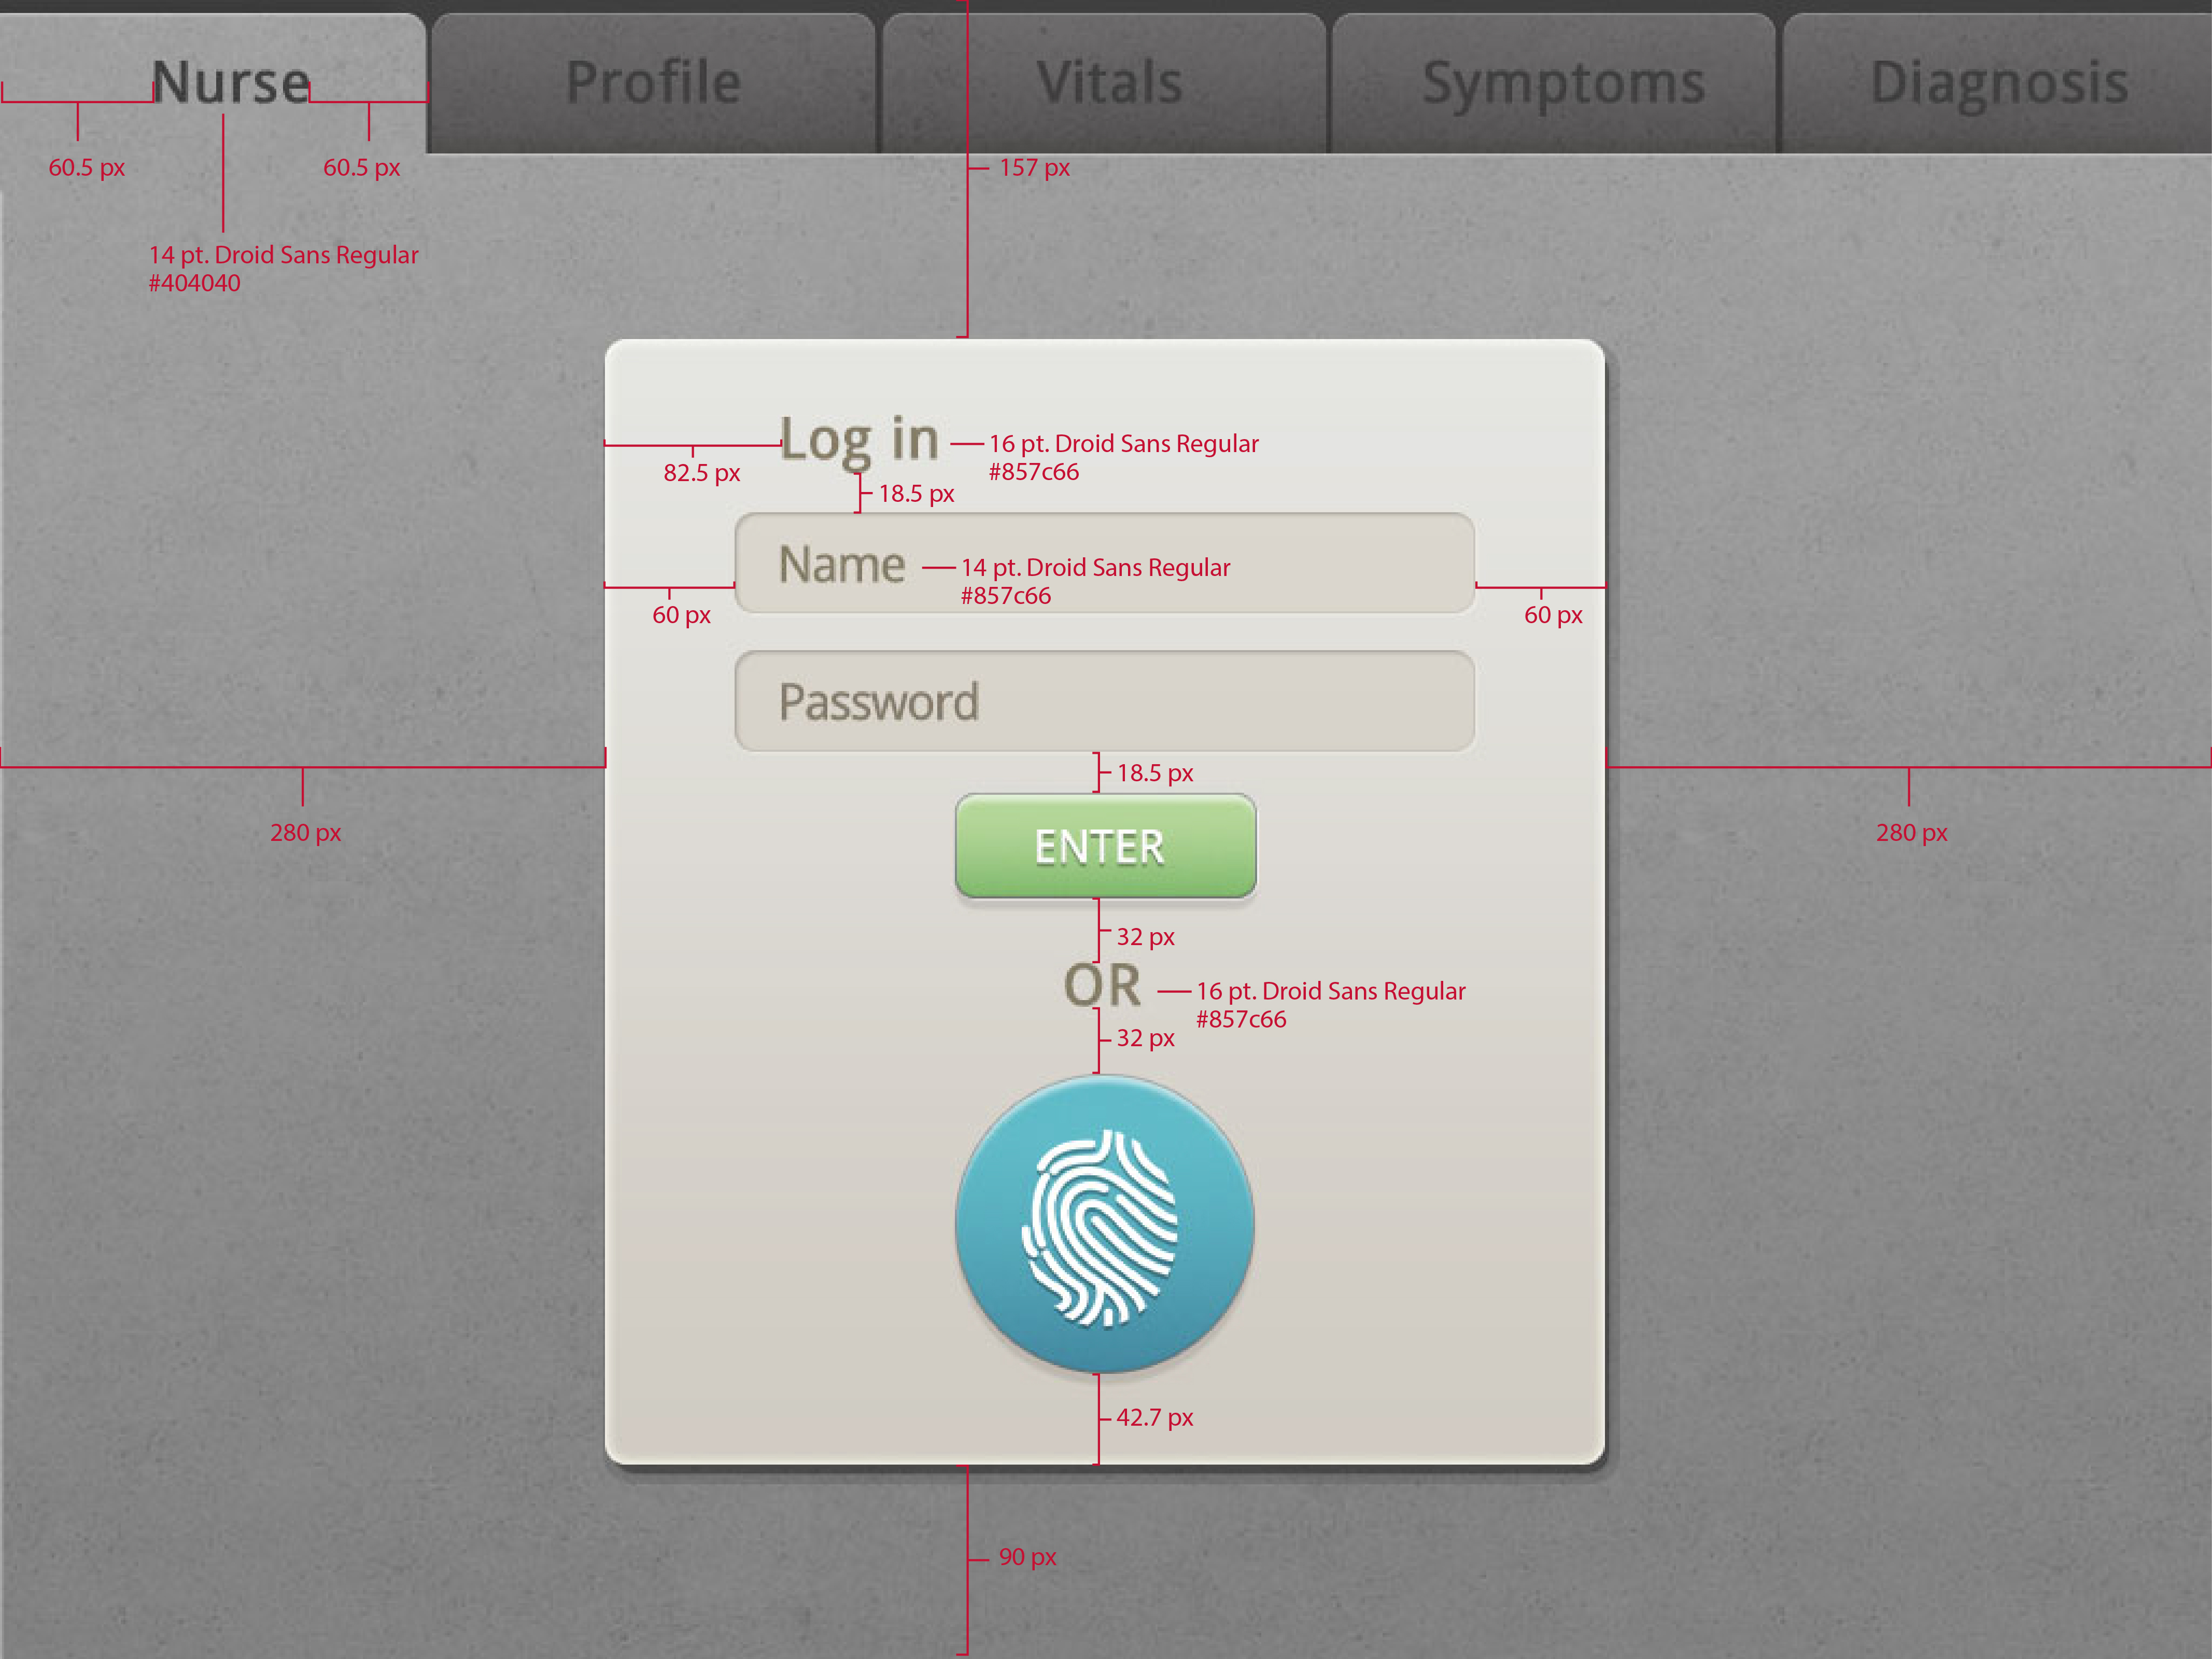 Nurse
Profile
Vitals
Symptoms
Diagnosis
60.5 px
60.5 px
157 px
14 pt. Droid Sans Regular
#404040
Log in
16 pt. Droid Sans Regular
#857c66
82.5 px
18.5 px
Name
14 pt. Droid Sans Regular
#857c66
60 px
60 px
Password
18.5 px
280 px
280 px
ENTER
32 px
OR
16 pt. Droid Sans Regular
#857c66
32 px
42.7 px
90 px